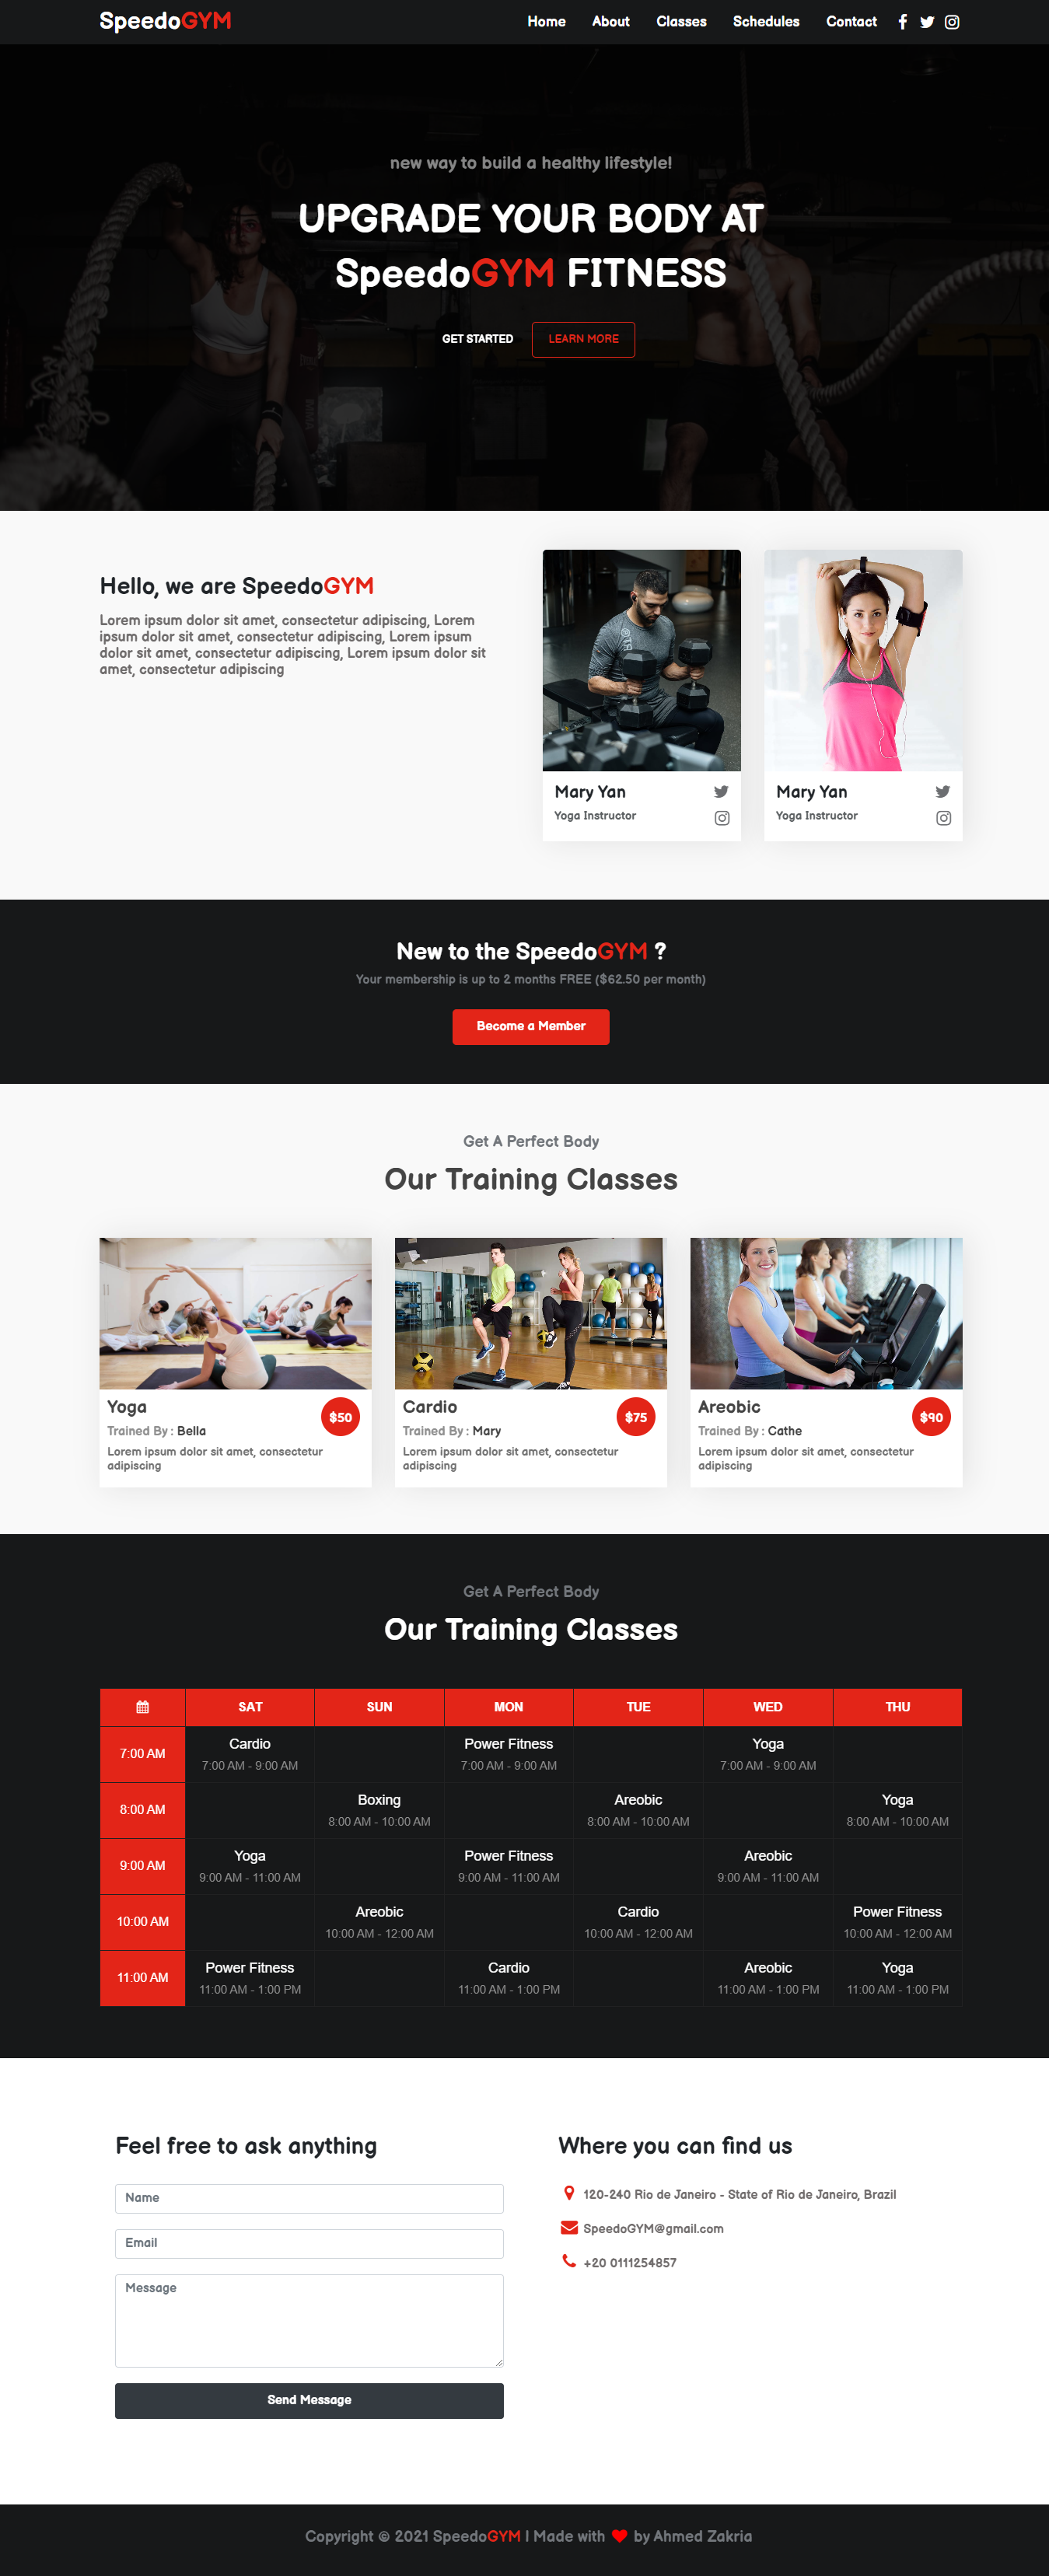 SpeedoGYM Home About Classes Schedules Contact
new way to build a healthy lifestyle!
UPGRADE YOUR BODY AT
SpeedoGYM FITNESS
GET STARTED LEARN MORE
Hello, we are SpeedoGYM
Lorem ipsum dolor sit amet, consectetur adipiscing, Lorem
ipsum dolor sit amet, consectetur adipiscing, Lorem ipsum
dolor sit amet, consectetur adipiscing, Lorem ipsum dolor sit
amet, consectetur adipiscing
Mary Yan
Yoga Instructor
Mary Yan
Yoga Instructor
New to the SpeedoGYM ?
Your membership is up to 2 months FREE ($62.50 per month)
Become a Member
Get A Perfect Body
Our Training Classes
Yoga
$50
Trained By : Bella
Lorem ipsum dolor sit amet, consectetur
adipiscing
Cardio
$75
Trained By : Mary
Lorem ipsum dolor sit amet, consectetur
adipiscing
Areobic
$90
Trained By : Cathe
Lorem ipsum dolor sit amet, consectetur
adipiscing
Get A Perfect Body
Our Training Classes
SAT SUN MON TUE WED THU
7:00 AM
Cardio Power Fitness Yoga
7:00 AM - 9:00 AM 7:00 AM - 9:00 AM 7:00 AM - 9:00 AM
8:00 AM
Boxing Areobic Yoga
8:00 AM - 10:00 AM 8:00 AM - 10:00 AM 8:00 AM - 10:00 AM
9:00 AM
Yoga Power Fitness Areobic
9:00 AM - 11:00 AM 9:00 AM - 11:00 AM 9:00 AM - 11:00 AM
10:00 AM
Areobic Cardio Power Fitness
10:00 AM - 12:00 AM 10:00 AM - 12:00 AM 10:00 AM - 12:00 AM
11:00 AM
Power Fitness Cardio Areobic Yoga
11:00 AM - 1:00 PM 11:00 AM - 1:00 PM 11:00 AM - 1:00 PM 11:00 AM - 1:00 PM
Feel free to ask anything
Name
Email
Message
Send Message
Where you can find us
120-240 Rio de Janeiro - State of Rio de Janeiro, Brazil
SpeedoGYM@gmail.com
+20 0111254857
Copyright © 2021 SpeedoGYM | Made with ❤ by Ahmed Zakria